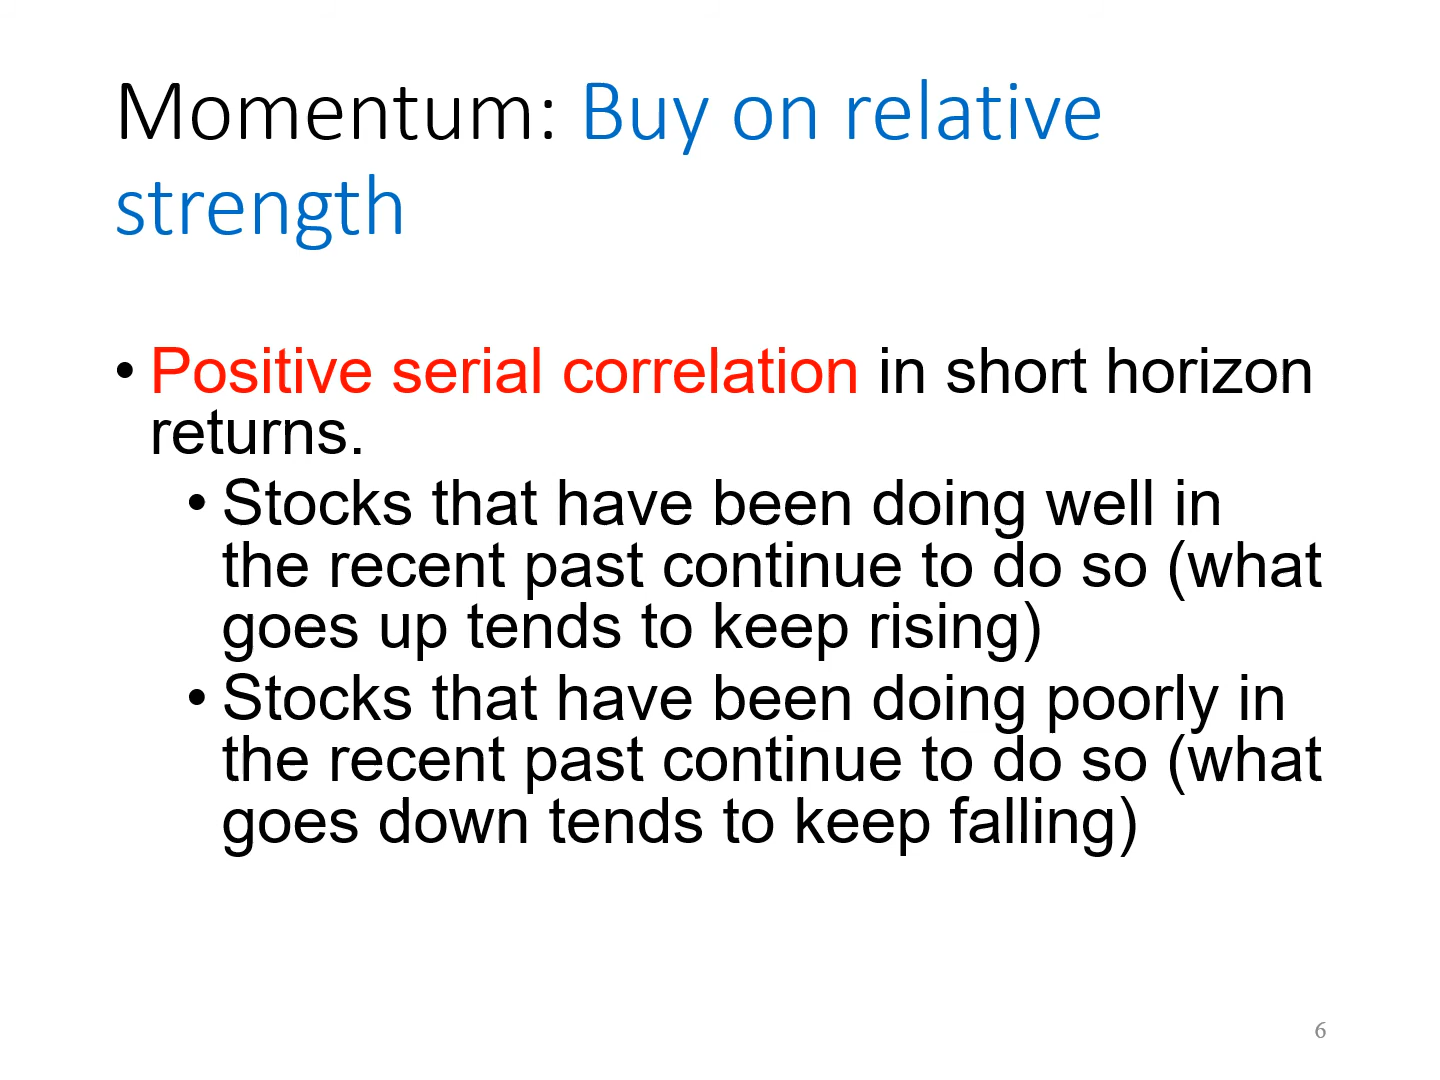 Momentum: Buy on relative
strength
• Positive serial correlation in short horizon
returns.
• Stocks that have been doing well in
the recent past continue to do so (what
goes up tends to keep rising)
• Stocks that have been doing poorly in
the recent past continue to do so (what
goes down tends to keep falling)
6